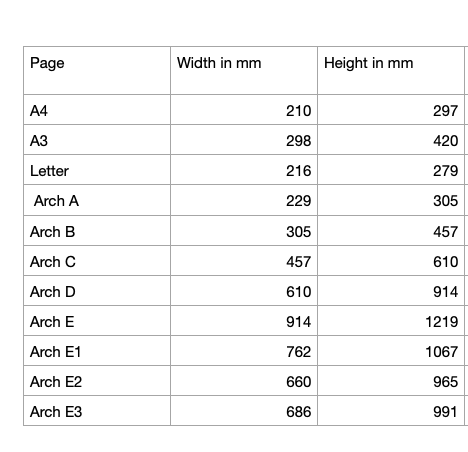 Page Width in mm Height in mm
A4 210 297
A3 298 420
Letter 216 279
Arch A 229 305
Arch B 305 457
Arch C 457 610
Arch D 610 914
Arch E 914 1219
Arch E1 762 1067
Arch E2 660 965
Arch E3 686 991